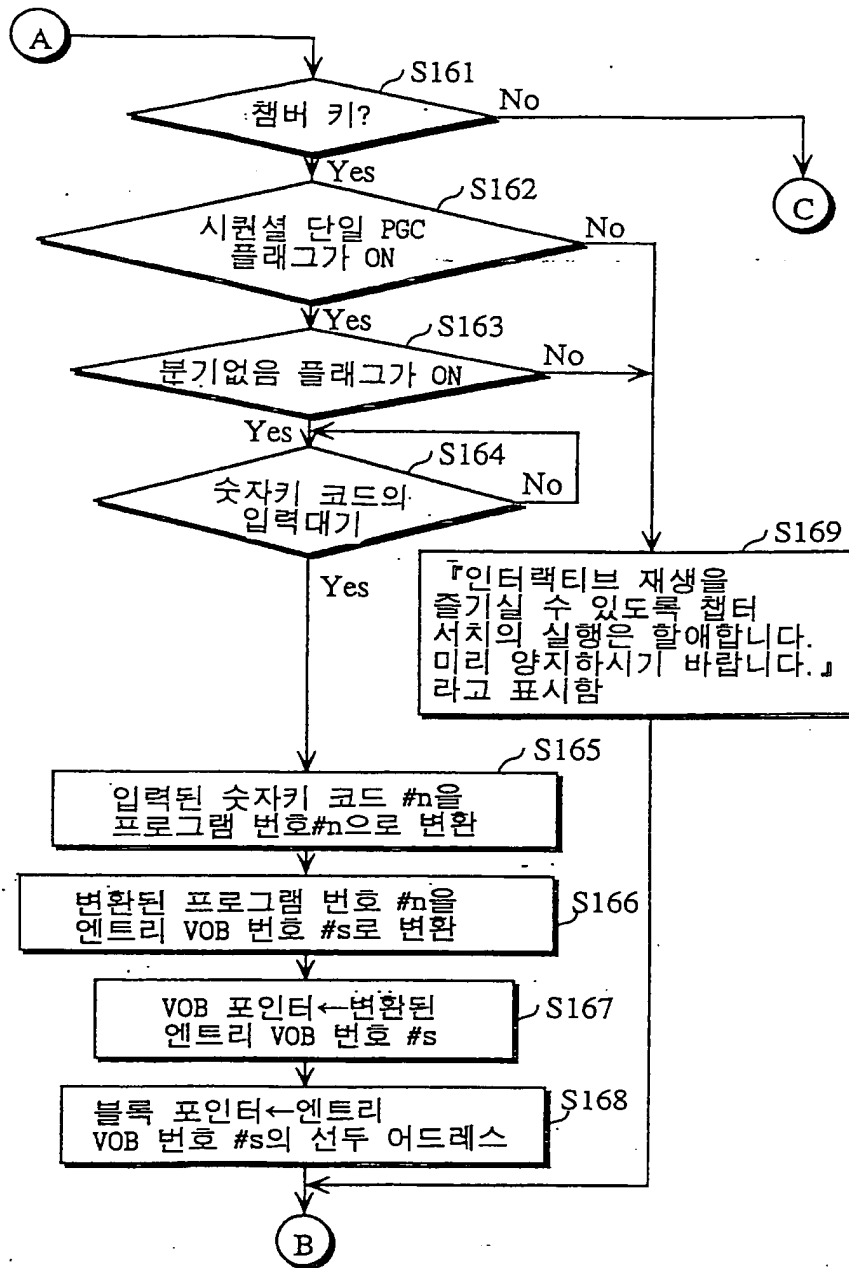 A
S161
챔버 키?
No
Yes
C
S162
시퀀셜 단일 PGC
플래그가 ON
No
Yes
S163
분기없음 플래그가 ON
No
Yes
S164
숫자키 코드의
입력대기
No
Yes
S169
『인터랙티브 재생을
즐기실 수 있도록 챕터
서치의 실행은 할애합니다.
미리 양지하시기 바랍니다.』
라고 표시함
S165
입력된 숫자키 코드 #n을
프로그램 번호#n으로 변환
변환된 프로그램 번호 #n을
엔트리 VOB 번호 #s로 변환
S166
VOB 포인터←변환된
엔트리 VOB 번호 #s
S167
블록 포인터←엔트리
VOB 번호 #s의 선두 어드레스
S168
B